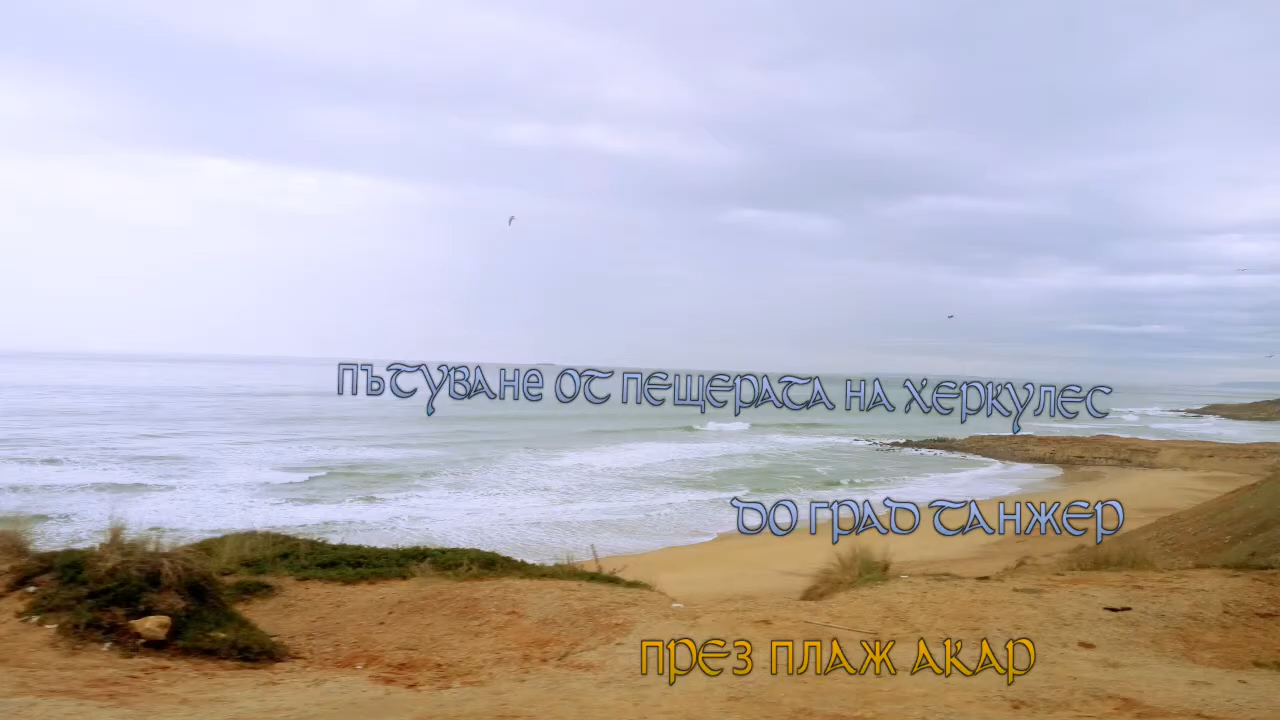 ПЪТУВАНЕ ОТ ПЕЩЕРАТА НА ХЕРКУЛЕС
ДО ГРАД ТАНЖЕР
ПРЕЗ ПЛАЖ АКАР